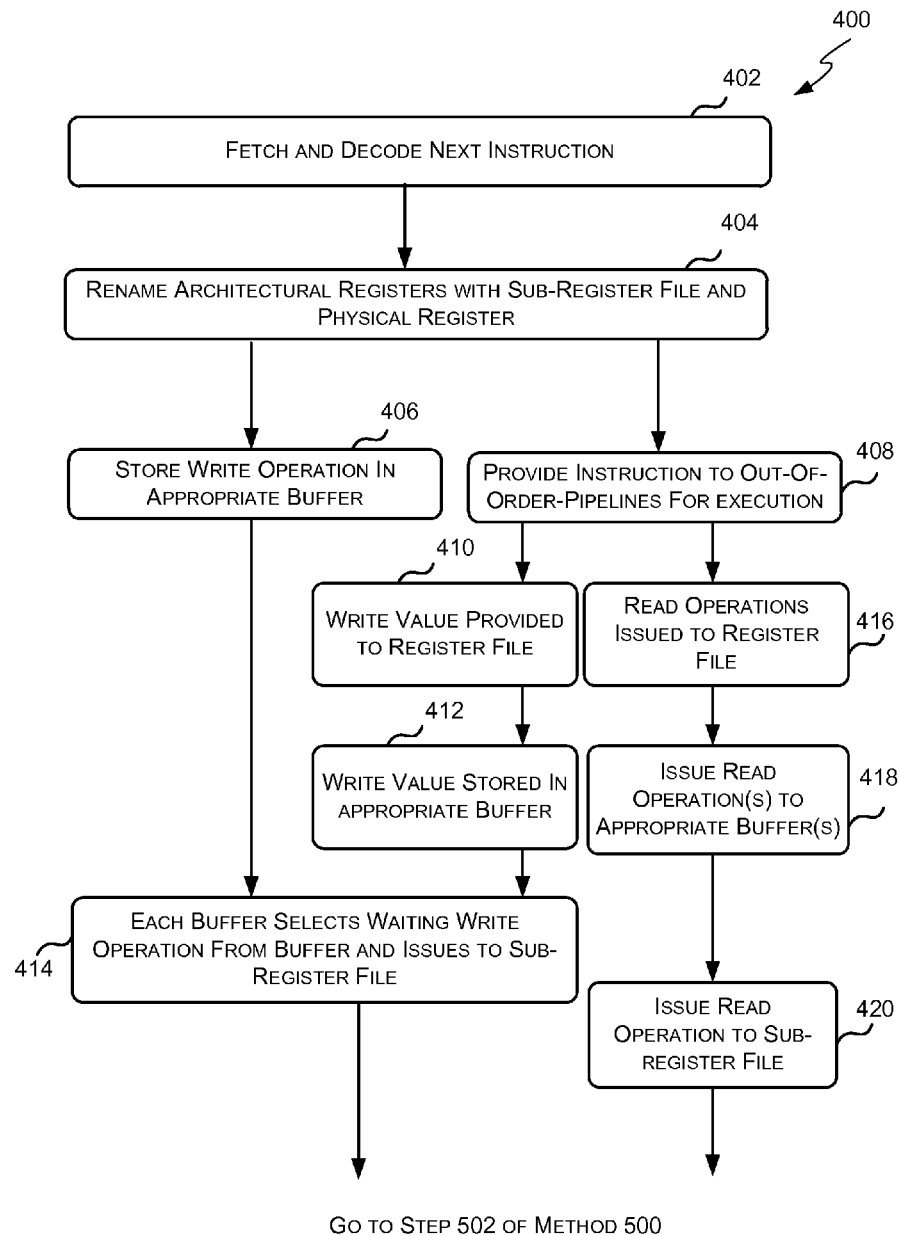 400
402
FETCH AND DECODE NEXT INSTRUCTION
404
RENAME ARCHITECTURAL REGISTERS WITH SUB-REGISTER FILE AND
PHYSICAL REGISTER
406
STORE WRITE OPERATION IN
APPROPRIATE BUFFER
408
PROVIDE INSTRUCTION TO OUT-OF-
ORDER-PIPELINES FOR EXECUTION
410
WRITE VALUE PROVIDED
TO REGISTER FILE
READ OPERATIONS
ISSUED TO REGISTER
FILE
416
412
WRITE VALUE STORED IN
APPROPRIATE BUFFER
ISSUE READ
OPERATION(S) TO
APPROPRIATE BUFFER(S)
418
EACH BUFFER SELECTS WAITING WRITE
OPERATION FROM BUFFER AND ISSUES TO SUB-
REGISTER FILE
414
ISSUE READ
OPERATION TO SUB-
REGISTER FILE
420
GO TO STEP 502 OF METHOD 500